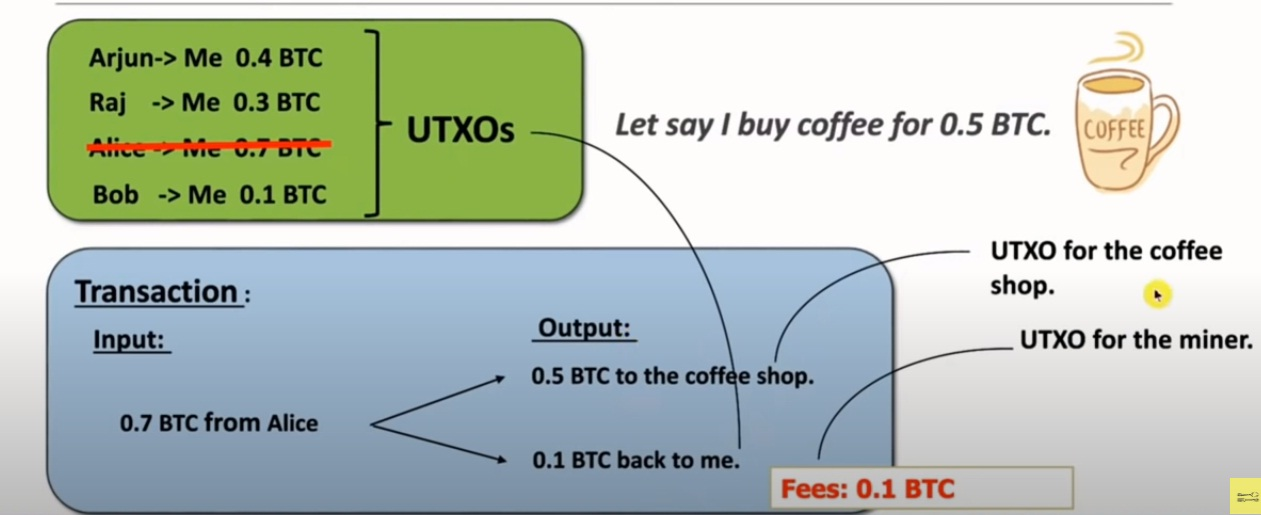 Arjun-> Me 0.4 BTC
Raj -> Me 0.3 BTC
Alice -> Me 0.7 BTC
Bob -> Me 0.1 BTC
UTXOs
Let say I buy coffee for 0.5 BTC.
COFFEE
Transaction :
Input:
Output:
0.7 BTC from Alice
0.5 BTC to the coffee shop.
0.1 BTC back to me.
UTXO for the coffee
shop.
UTXO for the miner.
Fees: 0.1 BTC